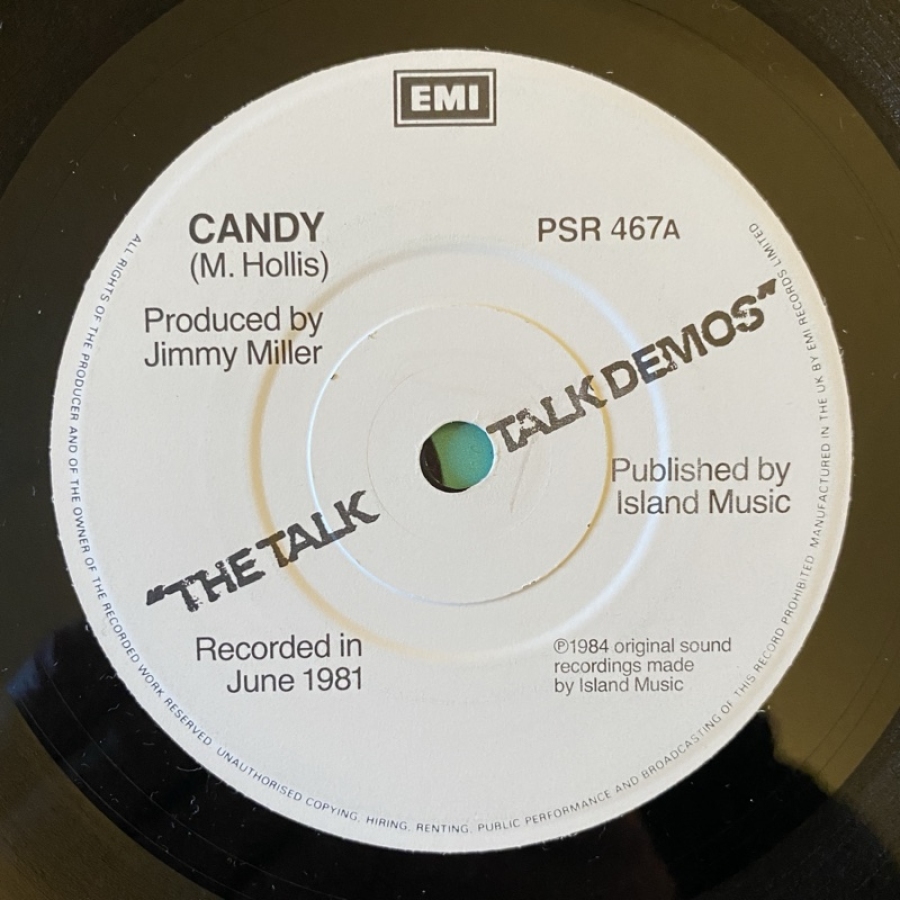 EMI
CANDY
(M. Hollis)
PSR 467A
Produced by
Jimmy Miller
"THE TALK TALK DEMOS"
Published by
Island Music
Recorded in
June 1981
℗1984 original sound
recordings made
by Island Music
ALL RIGHTS OF THE PRODUCER AND OF THE OWNER OF THE RECORDED WORK RESERVED. UNAUTHORISED COPYING, HIRING, RENTING, PUBLIC PERFORMANCE AND BROADCASTING OF THIS RECORD PROHIBITED. MANUFACTURED IN THE UK BY EMI RECORDS LIMITED